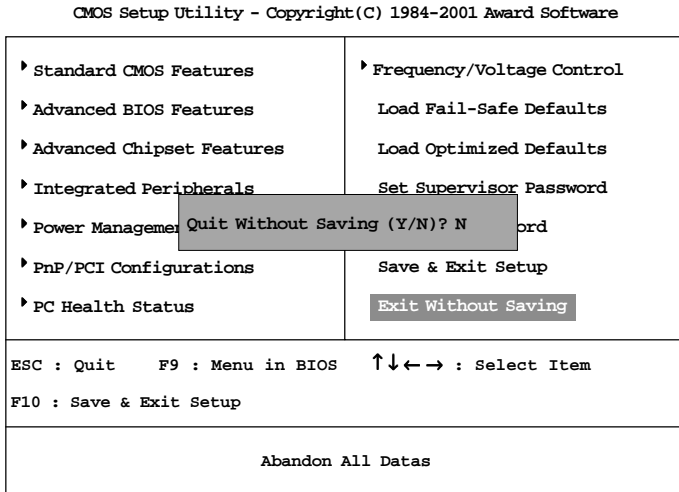 CMOS Setup Utility - Copyright(C) 1984-2001 Award Software
Standard CMOS Features
Advanced BIOS Features
Advanced Chipset Features
Integrated Peripherals
Power Managemen
PnP/PCI Configurations
PC Health Status
Frequency/Voltage Control
Load Fail-Safe Defaults
Load Optimized Defaults
Set Supervisor Password
ord
Save & Exit Setup
Exit Without Saving
Quit Without Saving (Y/N)? N
ESC : Quit F9 : Menu in BIOS ↑↓←→ : Select Item
F10 : Save & Exit Setup
Abandon All Datas